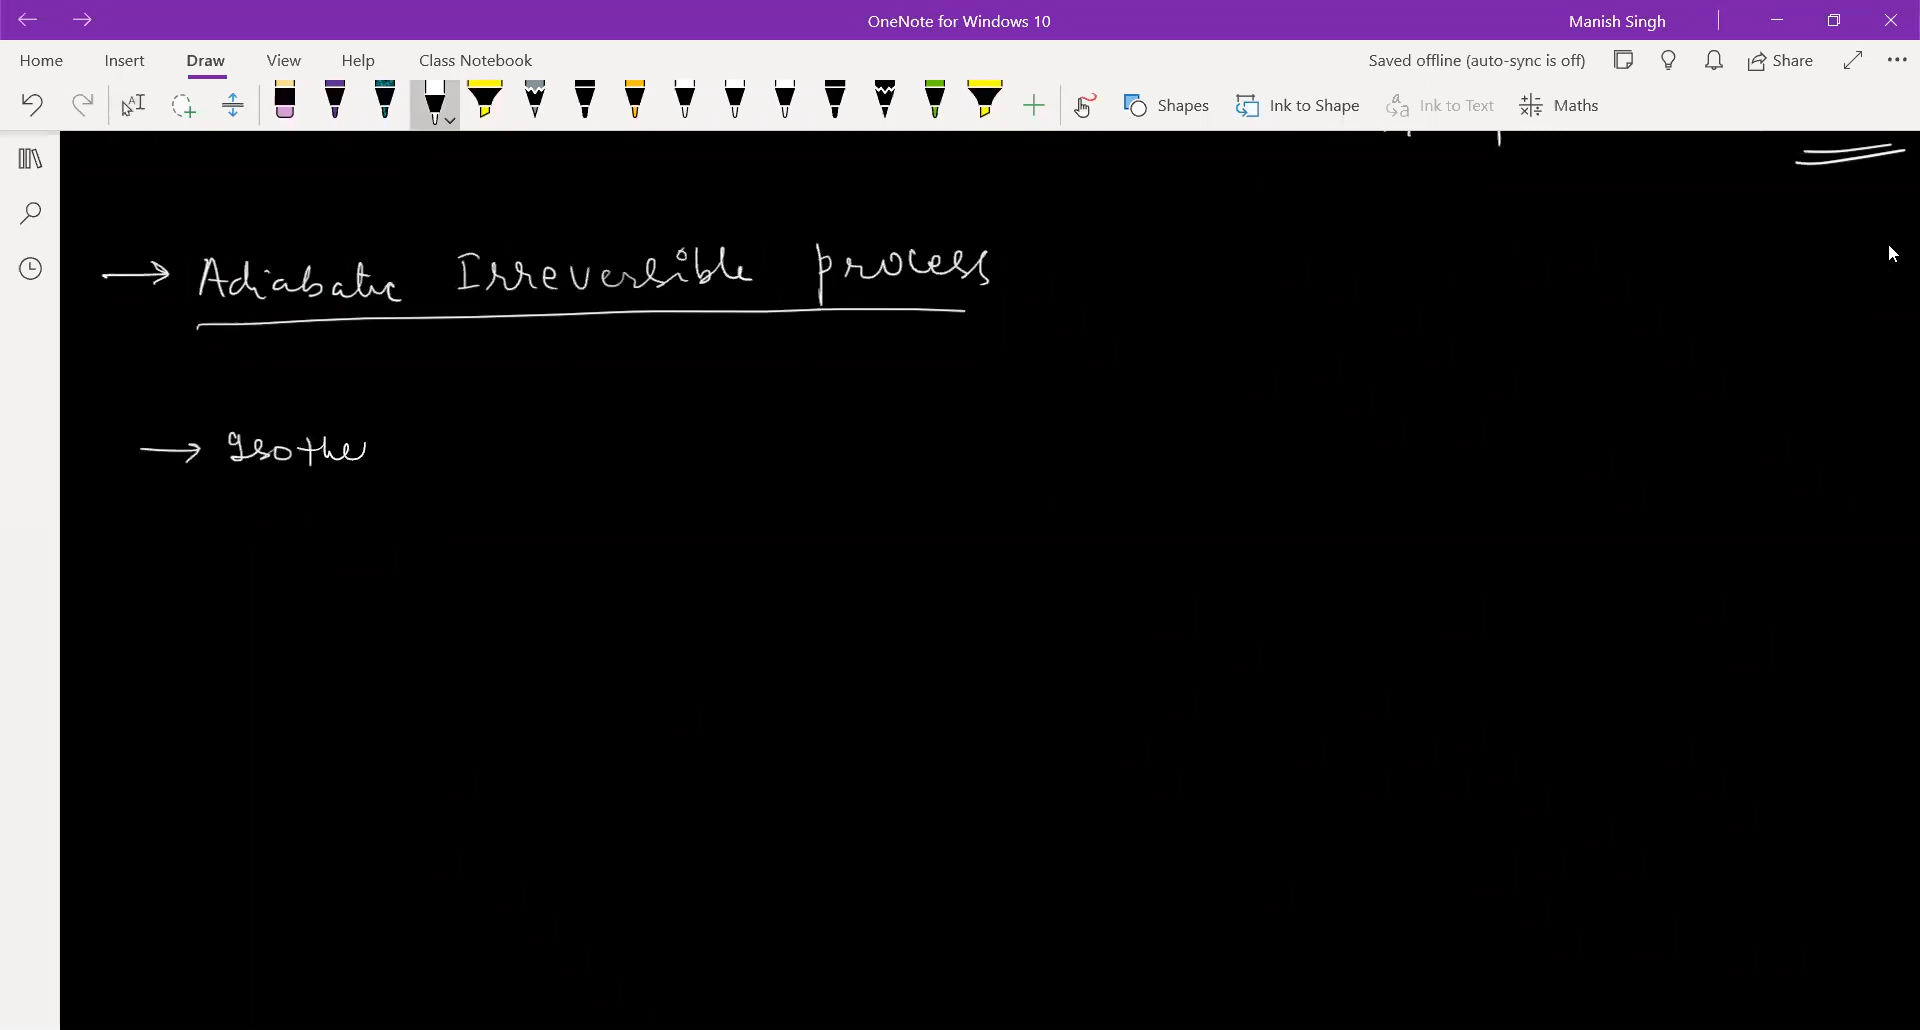 OneNote for Windows 10
Manish Singh
Home Insert Draw View Help Class Notebook
Saved offline (auto-sync is off) Share
Shapes Ink to Shape Ink to Text Maths
→ Adiabatic Irreversible process
→ Isothe